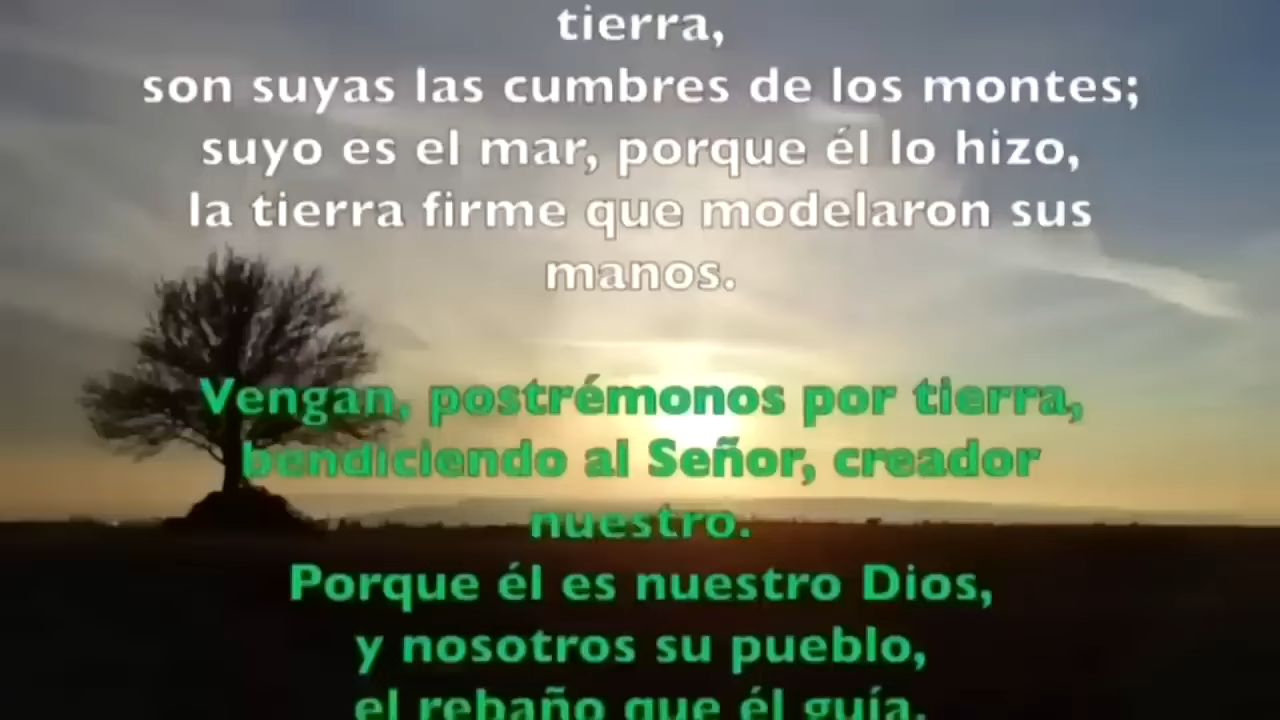 tierra,
son suyas las cumbres de los montes;
suyo es el mar, porque él lo hizo,
la tierra firme que modelaron sus
manos.
Vengan, postrémonos por tierra,
bendiciendo al Señor, creador
nuestro.
Porque él es nuestro Dios,
y nosotros su pueblo,
el rebaño que él guía.